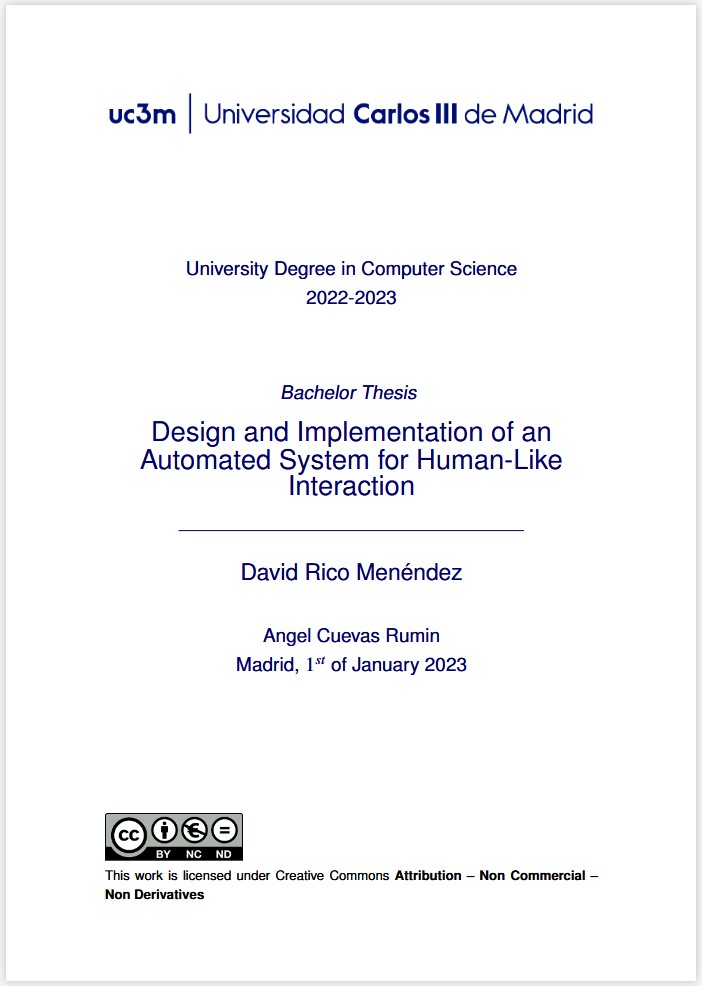 uc3m | Universidad Carlos III de Madrid
University Degree in Computer Science
2022-2023
Bachelor Thesis
Design and Implementation of an
Automated System for Human-Like
Interaction
David Rico Menéndez
Angel Cuevas Rumin
Madrid, 1st of January 2023
cc BY NC ND
This work is licensed under Creative Commons Attribution – Non Commercial –
Non Derivatives